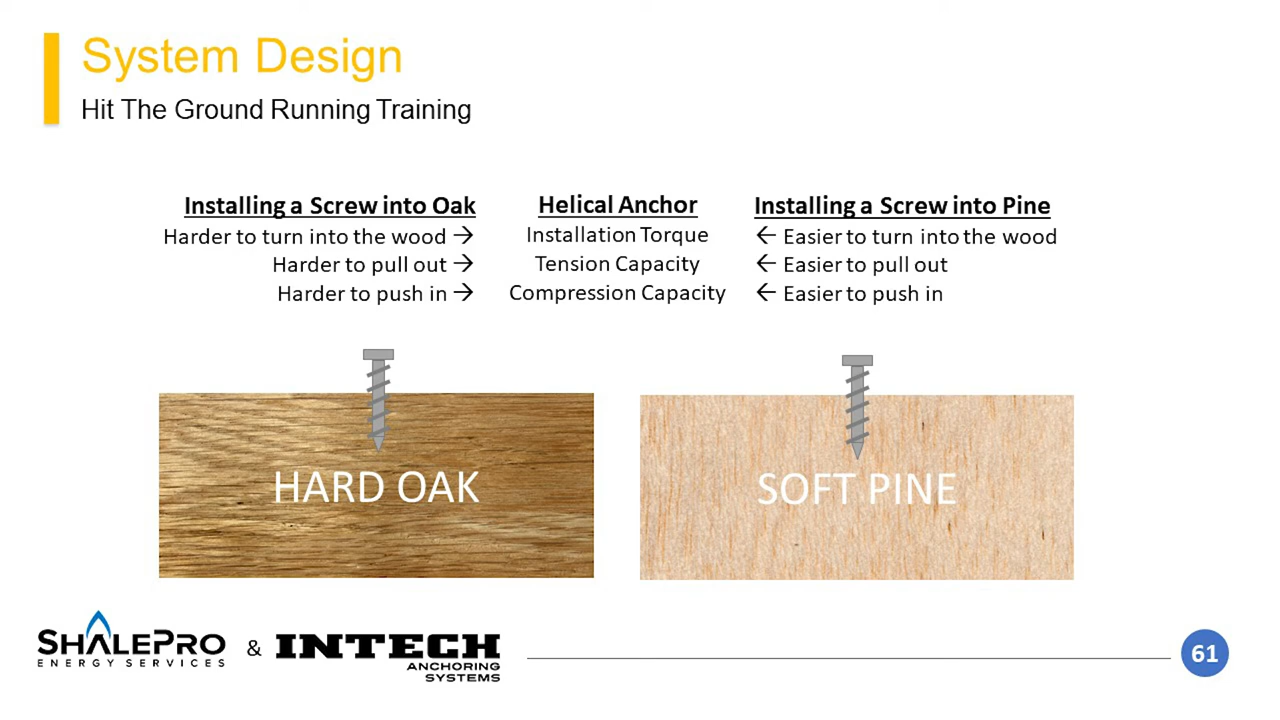 System Design
Hit The Ground Running Training
Installing a Screw into Oak
Harder to turn into the wood →
Harder to pull out →
Harder to push in →
Helical Anchor
Installation Torque
Tension Capacity
Compression Capacity
Installing a Screw into Pine
← Easier to turn into the wood
← Easier to pull out
← Easier to push in
HARD OAK
SOFT PINE
SHALEPRO
ENERGY SERVICES
&
INTECH
ANCHORING
SYSTEMS
61